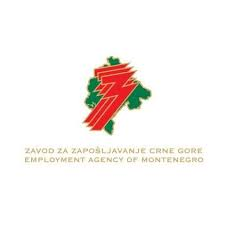 ZAVOD ZA ZAPOŠLJAVANJE CRNE GORE
EMPLOYMENT AGENCY OF MONTENEGRO